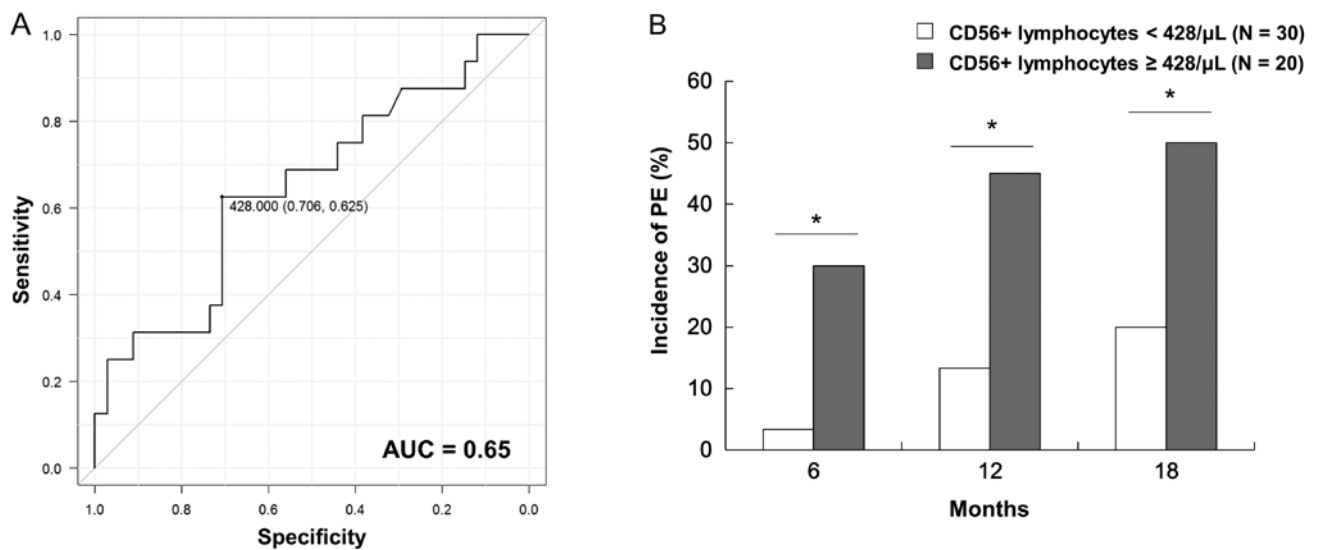 A
1.0
0.8
0.6
0.4
0.2
0.0
Sensitivity
428.000 (0.706, 0.625)
AUC = 0.65
1.0 0.8 0.6 0.4 0.2 0.0
Specificity
B
CD56+ lymphocytes < 428/µL (N = 30)
CD56+ lymphocytes ≥ 428/µL (N = 20)
60
50
40
30
20
10
0
Incidence of PE (%)
* * *
6 12 18
Months